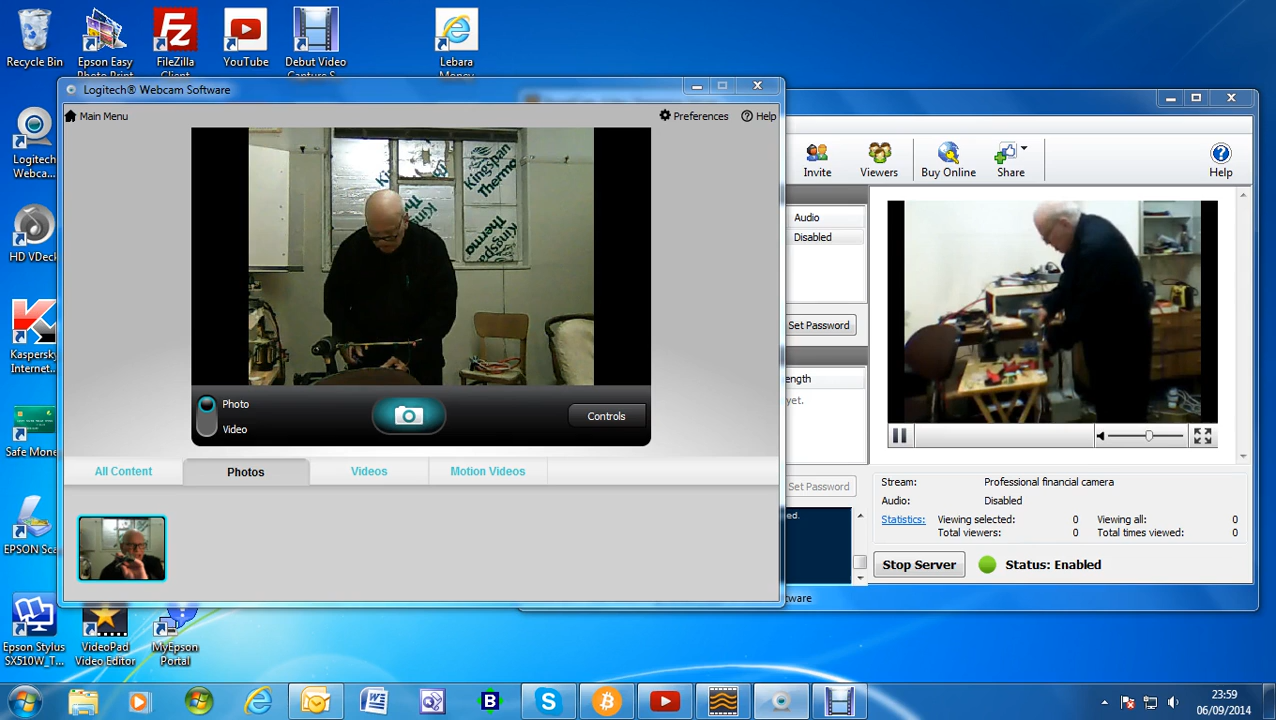 Recycle Bin
Epson Easy
Photo Print
FileZilla
Client
YouTube
Debut Video
Capture S...
Lebara
Money
Logitech
Webca...
HD VDeck
Kaspersky
Internet...
Safe Mone
EPSON Sca
Epson Stylus
SX510W_T...
VideoPad
Video Editor
MyEpson
Portal
Logitech® Webcam Software
Main Menu
Preferences
Help
Kingspan
Thermo
Kingspan
Photo
Video
Controls
All Content
Photos
Videos
Motion Videos
Invite
Viewers
Buy Online
Share
Help
Audio
Disabled
Set Password
ength
yet.
Set Password
ed.
tware
Stream: Professional financial camera
Audio: Disabled
Statistics: Viewing selected: 0 Viewing all: 0
Total viewers: 0 Total times viewed: 0
Stop Server
Status: Enabled
23:59
06/09/2014